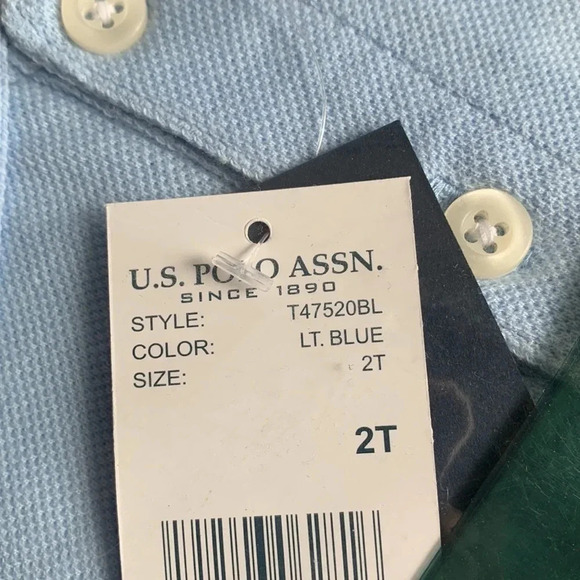 U.S. POLO ASSN.
SINCE 1890
STYLE: T47520BL
COLOR: LT. BLUE
SIZE: 2T
2T